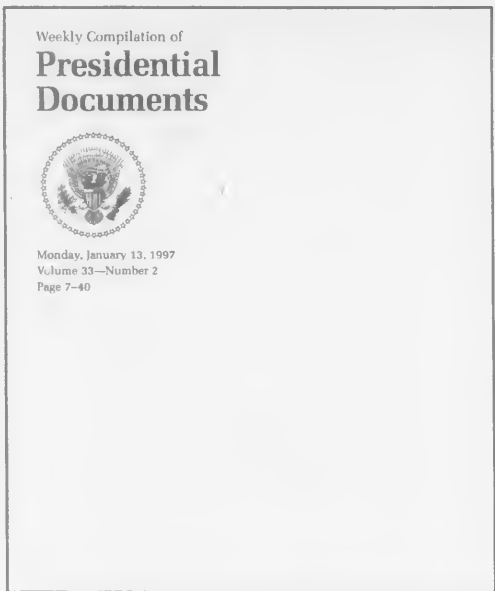 Weekly Compilation of
Presidential
Documents
Monday, January 13, 1997
Volume 33—Number 2
Page 7–40